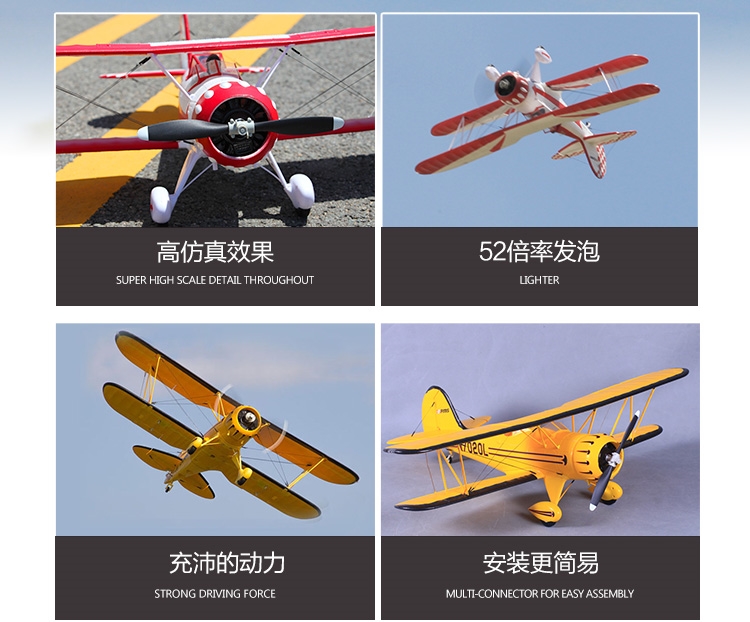 高仿真效果
SUPER HIGH SCALE DETAIL THROUGHOUT
52倍率发泡
LIGHTER
充沛的动力
STRONG DRIVING FORCE
安装更简易
MULTI-CONNECTOR FOR EASY ASSEMBLY